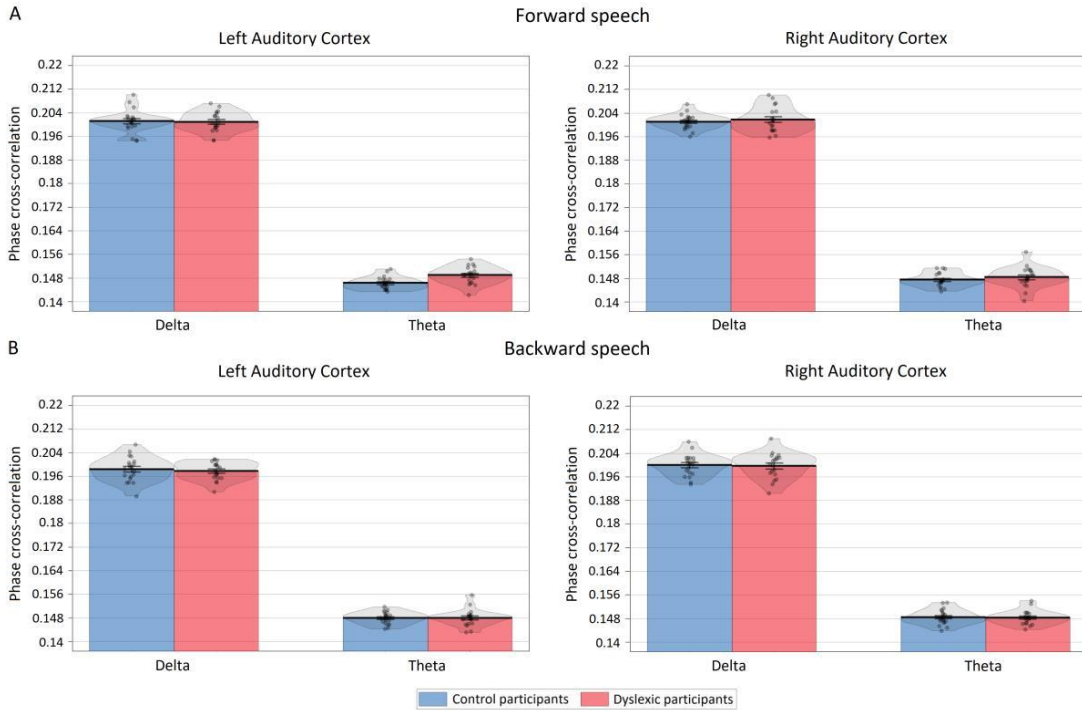 A
Forward speech
Left Auditory Cortex
Right Auditory Cortex
Phase cross-correlation
0.22
0.212
0.204
0.196
0.188
0.18
0.172
0.164
0.156
0.148
0.14
Delta
Theta
Phase cross-correlation
0.22
0.212
0.204
0.196
0.188
0.18
0.172
0.164
0.156
0.148
0.14
Delta
Theta
B
Backward speech
Left Auditory Cortex
Right Auditory Cortex
Phase cross-correlation
0.22
0.212
0.204
0.196
0.188
0.18
0.172
0.164
0.156
0.148
0.14
Delta
Theta
Phase cross-correlation
0.22
0.212
0.204
0.196
0.188
0.18
0.172
0.164
0.156
0.148
0.14
Delta
Theta
Control participants
Dyslexic participants